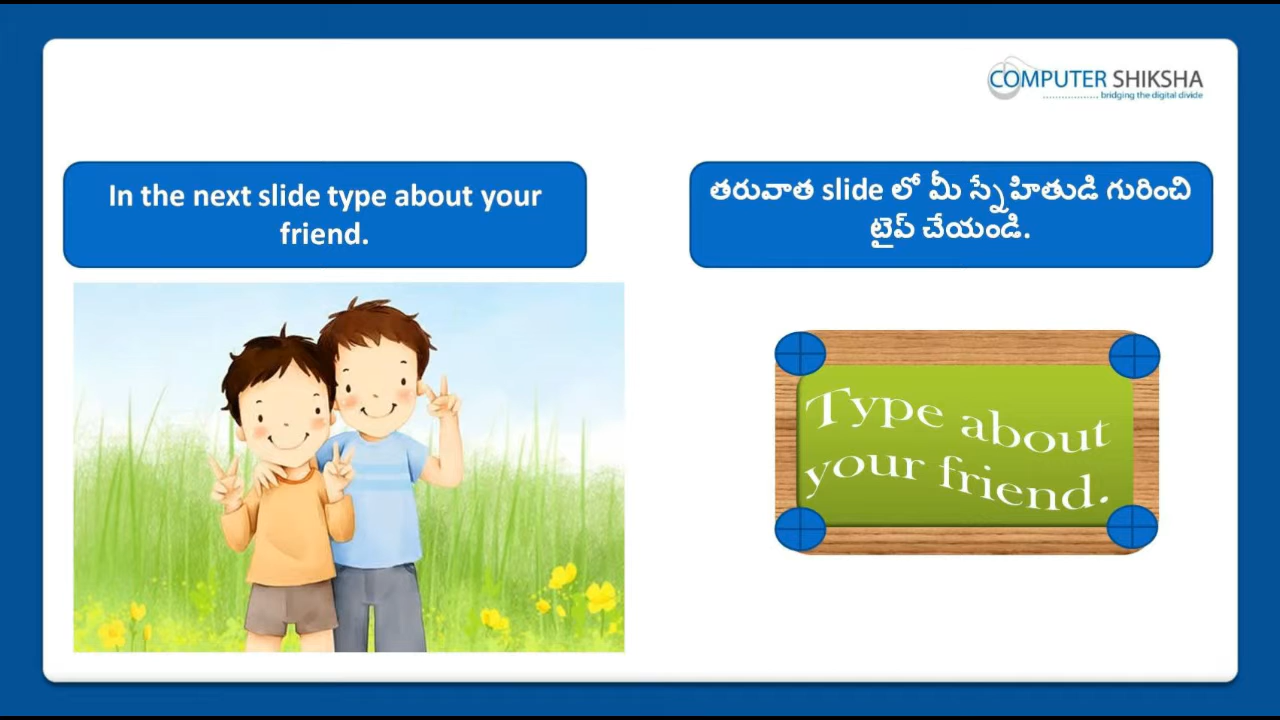 COMPUTER SHIKSHA
bridging the digital divide
In the next slide type about your
friend.
తరువాత slide లో మీ స్నేహితుడి గురించి
టైప్ చేయండి.
Type about
your friend.